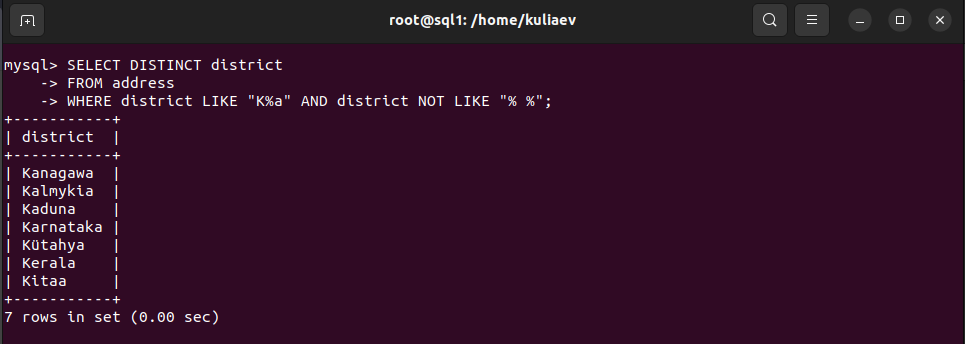 root@sql1: /home/kuliaev
mysql> SELECT DISTINCT district
    -> FROM address
    -> WHERE district LIKE "K%a" AND district NOT LIKE "% %";
+-----------+
| district  |
+-----------+
| Kanagawa  |
| Kalmykia  |
| Kaduna    |
| Karnataka |
| Kütahya   |
| Kerala    |
| Kitaa     |
+-----------+
7 rows in set (0.00 sec)